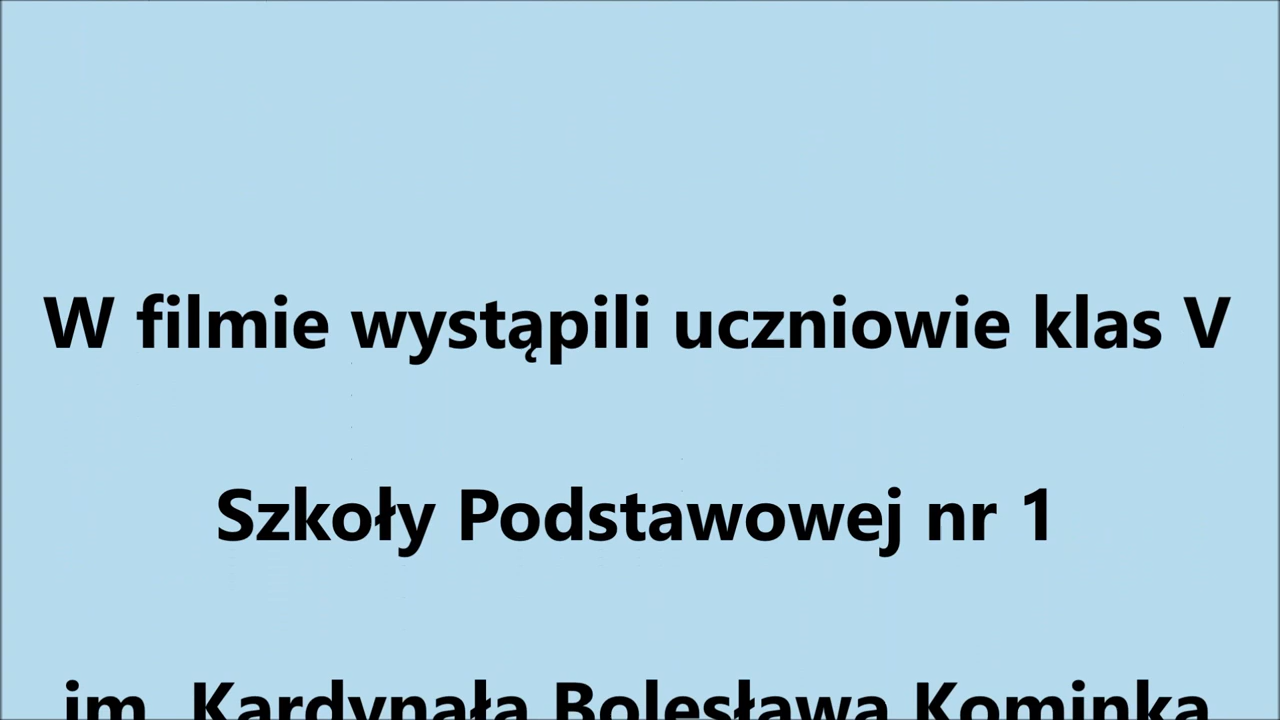 W filmie wystąpili uczniowie klas V
Szkoły Podstawowej nr 1
im. Kardynała Bolesława Kominka